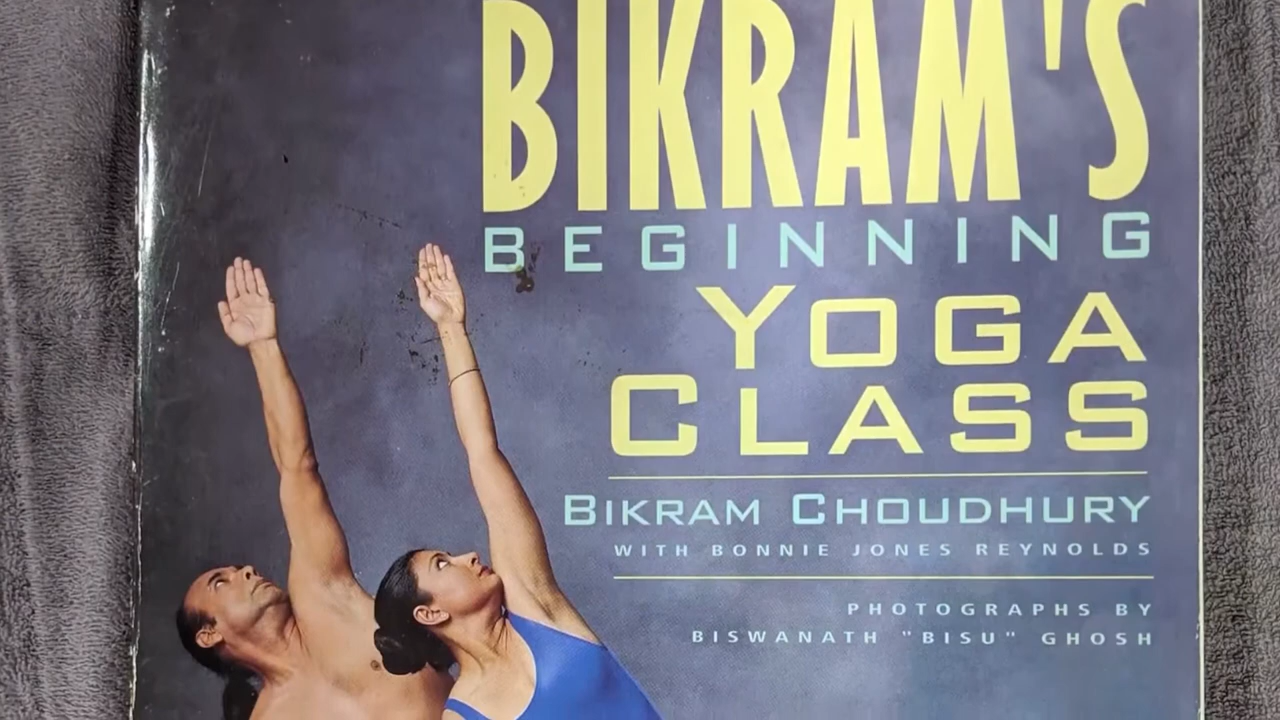 BIKRAM'S
BEGINNING
YOGA
CLASS
BIKRAM CHOUDHURY
WITH BONNIE JONES REYNOLDS
PHOTOGRAPHS BY
BISWANATH "BISU" GHOSH